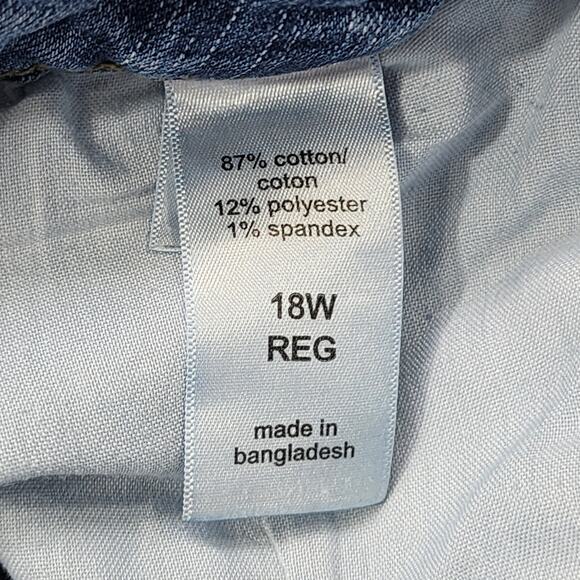 87% cotton/
coton
12% polyester
1% spandex
18W
REG
made in
bangladesh